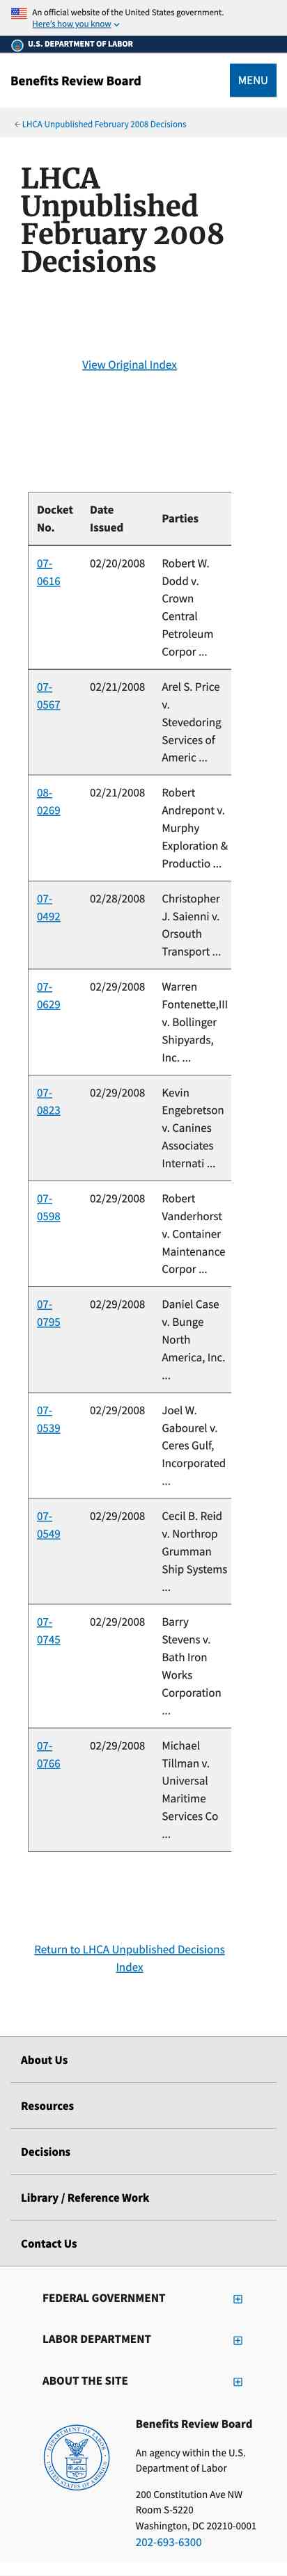 An official website of the United States government.
Here's how you know
U.S. DEPARTMENT OF LABOR
Benefits Review Board
MENU
LHCA Unpublished February 2008 Decisions
LHCA
Unpublished
February 2008
Decisions
View Original Index
Docket No.
Date Issued
Parties
07-
0616
02/20/2008
Robert W.
Dodd v.
Crown
Central
Petroleum
Corpor ...
07-
0567
02/21/2008
Arel S. Price
v.
Stevedoring
Services of
Americ ...
08-
0269
02/21/2008
Robert
Andrepont v.
Murphy
Exploration &
Productio ...
07-
0492
02/28/2008
Christopher
J. Saienni v.
Orsouth
Transport ...
07-
0629
02/29/2008
Warren
Fontenette,III
v. Bollinger
Shipyards,
Inc. ...
07-
0823
02/29/2008
Kevin
Engebretson
v. Canines
Associates
Internati ...
07-
0598
02/29/2008
Robert
Vanderhorst
v. Container
Maintenance
Corpor ...
07-
0795
02/29/2008
Daniel Case
v. Bunge
North
America, Inc.
...
07-
0539
02/29/2008
Joel W.
Gabourel v.
Ceres Gulf,
Incorporated
...
07-
0549
02/29/2008
Cecil B. Reid
v. Northrop
Grumman
Ship Systems
...
07-
0745
02/29/2008
Barry
Stevens v.
Bath Iron
Works
Corporation
...
07-
0766
02/29/2008
Michael
Tillman v.
Universal
Maritime
Services Co
...
Return to LHCA Unpublished Decisions
Index
About Us
Resources
Decisions
Library / Reference Work
Contact Us
FEDERAL GOVERNMENT
LABOR DEPARTMENT
ABOUT THE SITE
DEPARTMENT OF LABOR
UNITED STATES OF AMERICA
Benefits Review Board
An agency within the U.S.
Department of Labor
200 Constitution Ave NW
Room S-5220
Washington, DC 20210-0001
202-693-6300